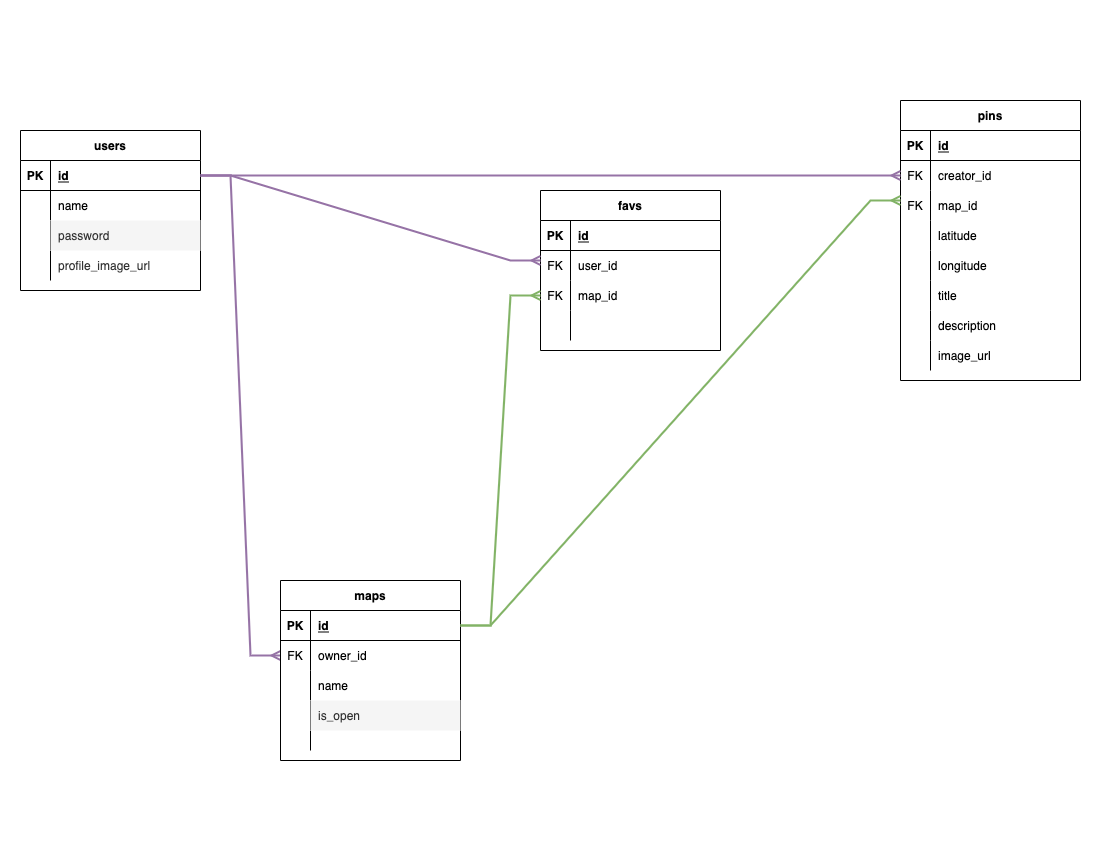 users
PK id
name
password
profile_image_url
pins
PK id
FK creator_id
FK map_id
latitude
longitude
title
description
image_url
favs
PK id
FK user_id
FK map_id
maps
PK id
FK owner_id
name
is_open